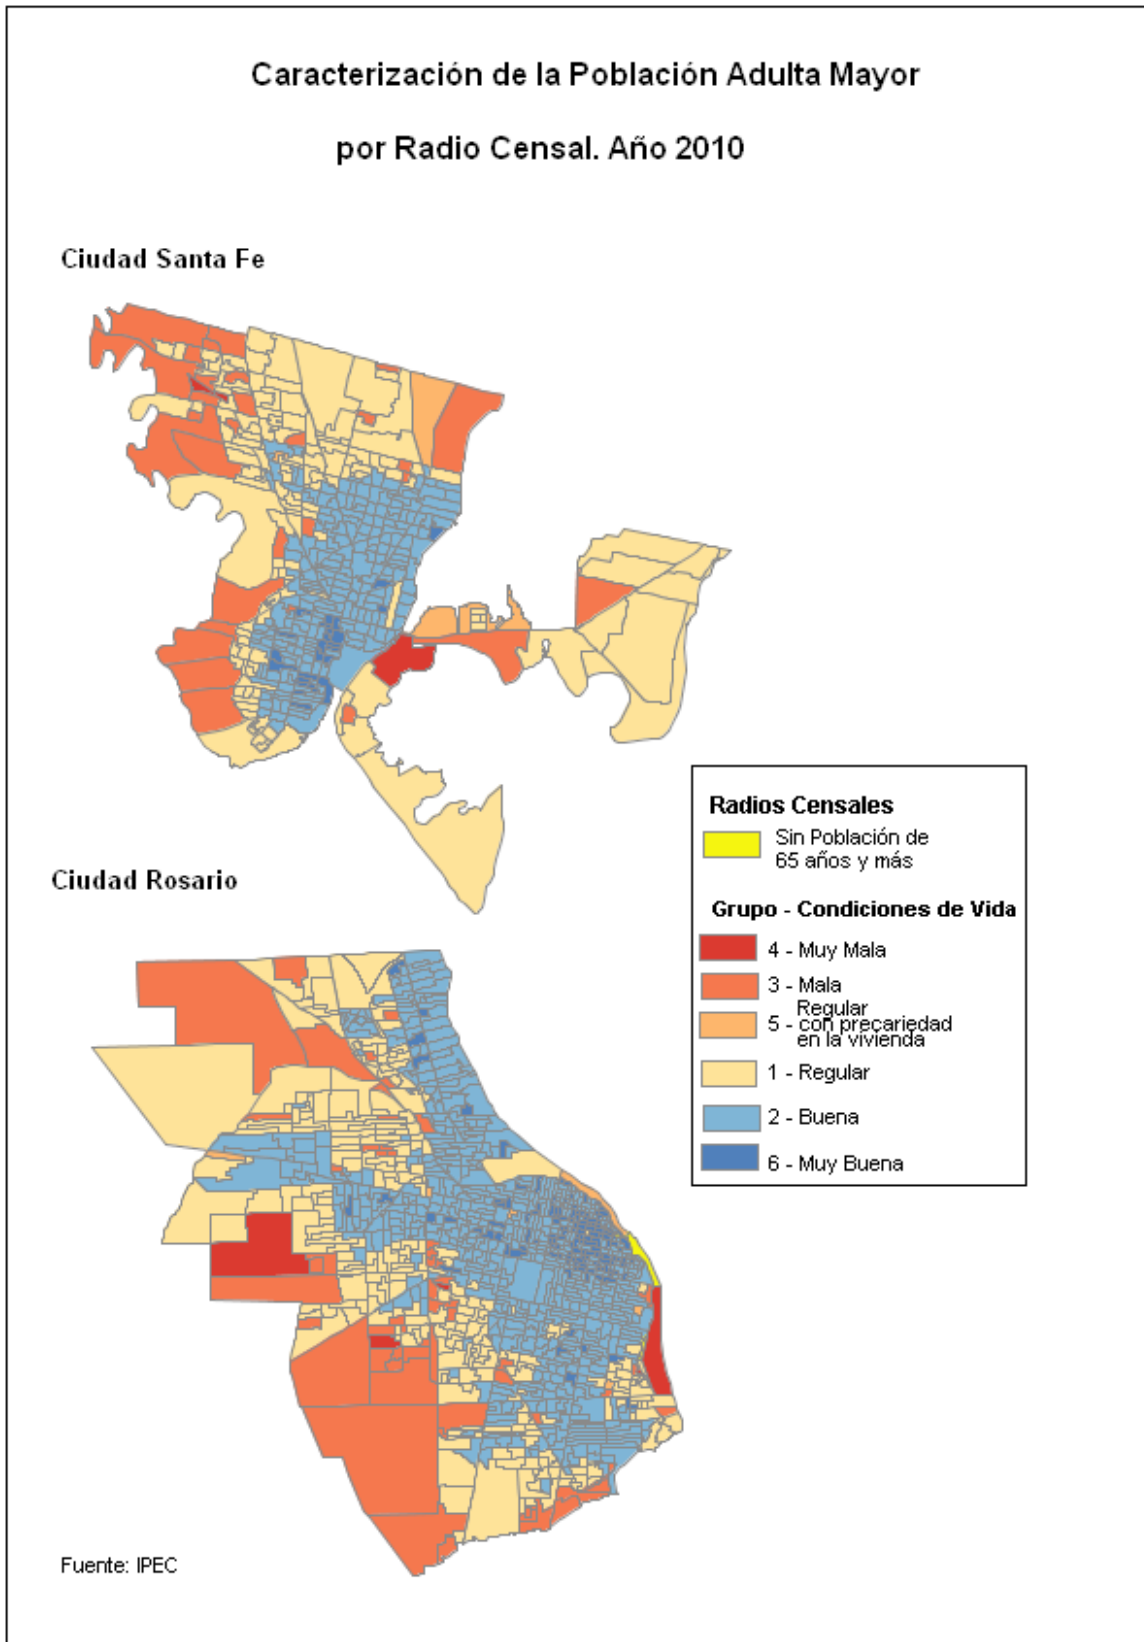 Caracterización de la Población Adulta Mayor
por Radio Censal. Año 2010
Ciudad Santa Fe
Radios Censales
Sin Población de
65 años y más
Ciudad Rosario
Grupo - Condiciones de Vida
4 - Muy Mala
3 - Mala
Regular
5 - con precariedad
en la vivienda
1 - Regular
2 - Buena
6 - Muy Buena
Fuente: IPEC